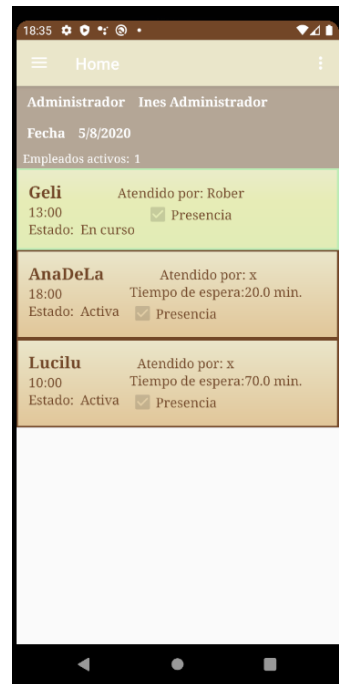 18:35
Home
Administrador Ines Administrador
Fecha 5/8/2020
Empleados activos: 1
Geli Atendido por: Rober
13:00 Presencia
Estado: En curso
AnaDeLa Atendido por: x
18:00 Tiempo de espera:20.0 min.
Estado: Activa Presencia
Lucilu Atendido por: x
10:00 Tiempo de espera:70.0 min.
Estado: Activa Presencia